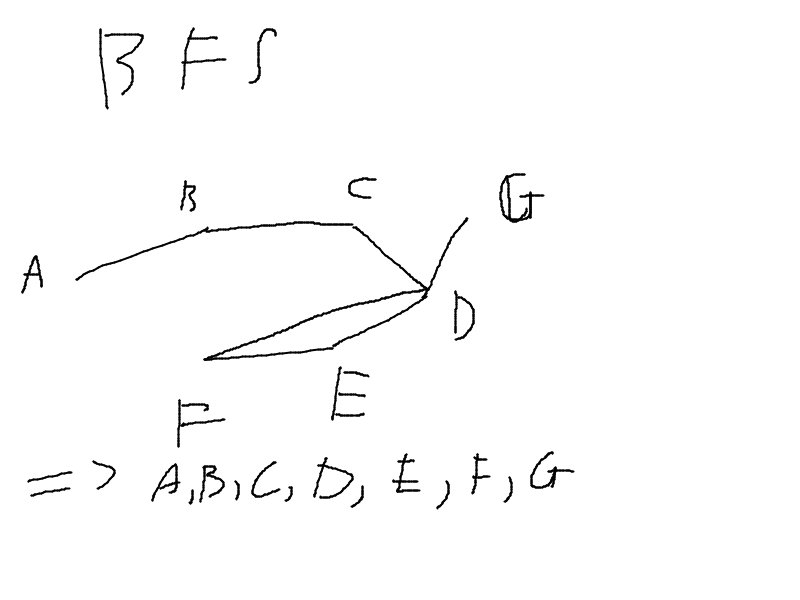 BFS
B C G
A
D
F E
=> A, B, C, D, E, F, G